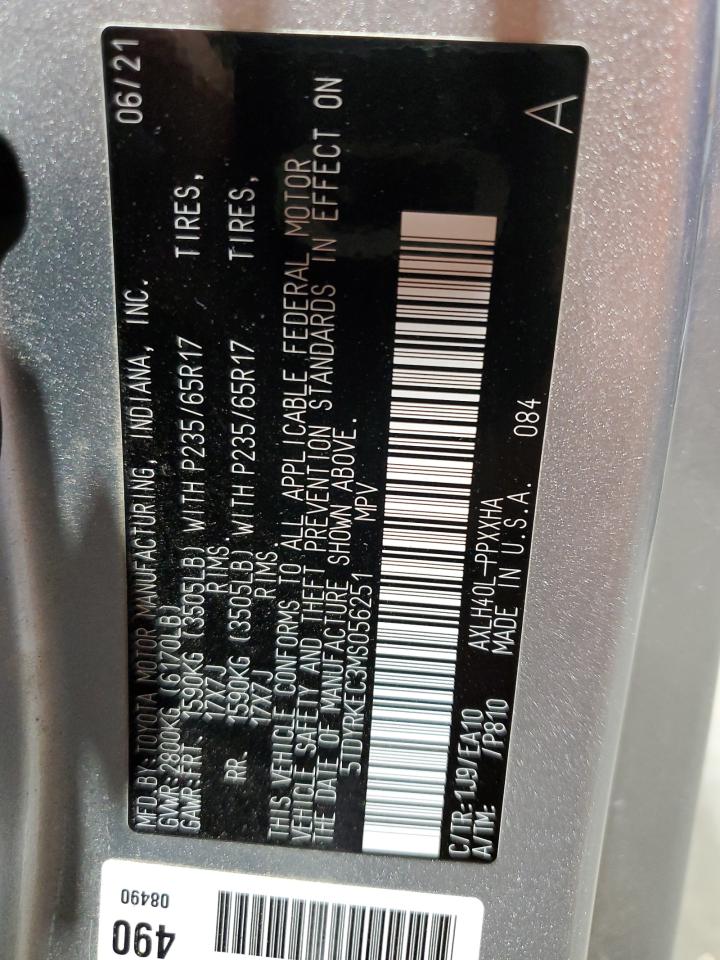 MFD.BY:TOYOTA MOTOR MANUFACTURING, INDIANA, INC. 06/21
GVWR:2800KG (6170LB)
GAWR:FRT 1590KG (3505LB) WITH P235/65R17 TIRES,
17X7J RIMS
RR. 1590KG (3505LB) WITH P235/65R17 TIRES,
17X7J RIMS
THIS VEHICLE CONFORMS TO ALL APPLICABLE FEDERAL MOTOR
VEHICLE SAFETY AND THEFT PREVENTION STANDARDS IN EFFECT ON
THE DATE OF MANUFACTURE SHOWN ABOVE.
5TDYRKEC3MS056251 MPV
C/TR:1J9/EA10 AXLH40L-PPXXHA
A/TM: /P810 MADE IN U.S.A. 084
A
490
08490